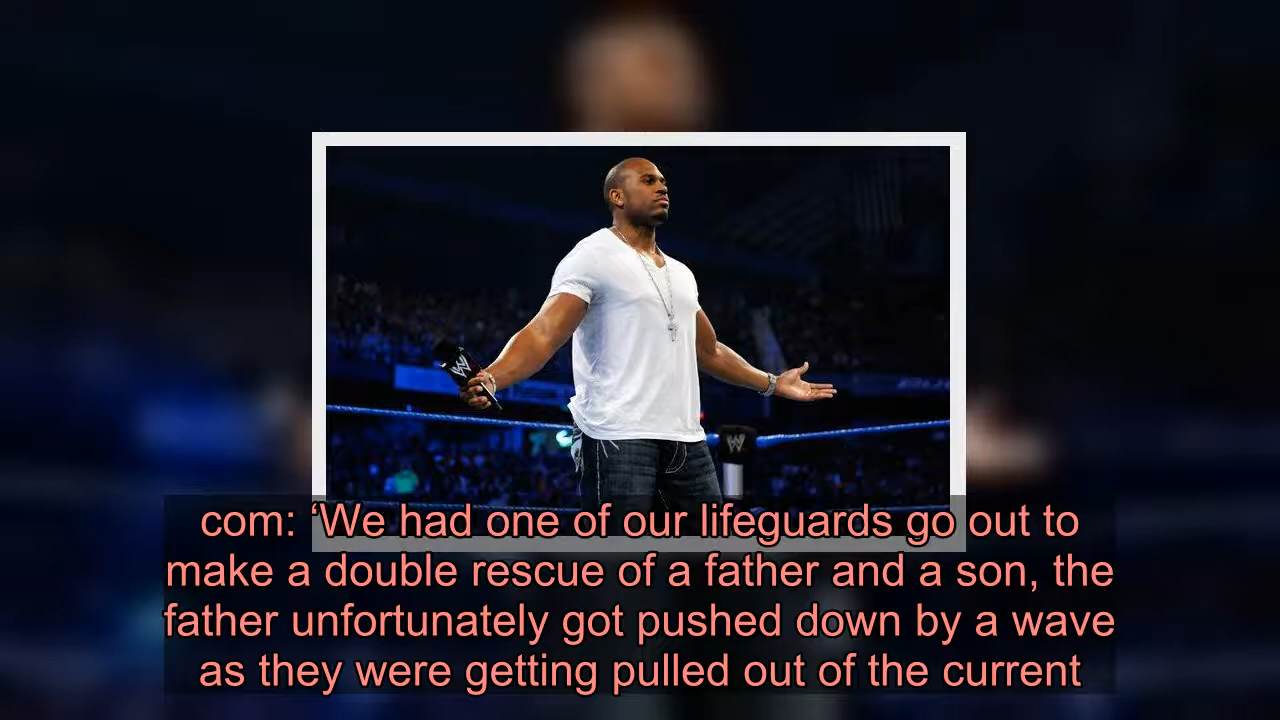 W
W
com: ‘We had one of our lifeguards go out to
make a double rescue of a father and a son, the
father unfortunately got pushed down by a wave
as they were getting pulled out of the current